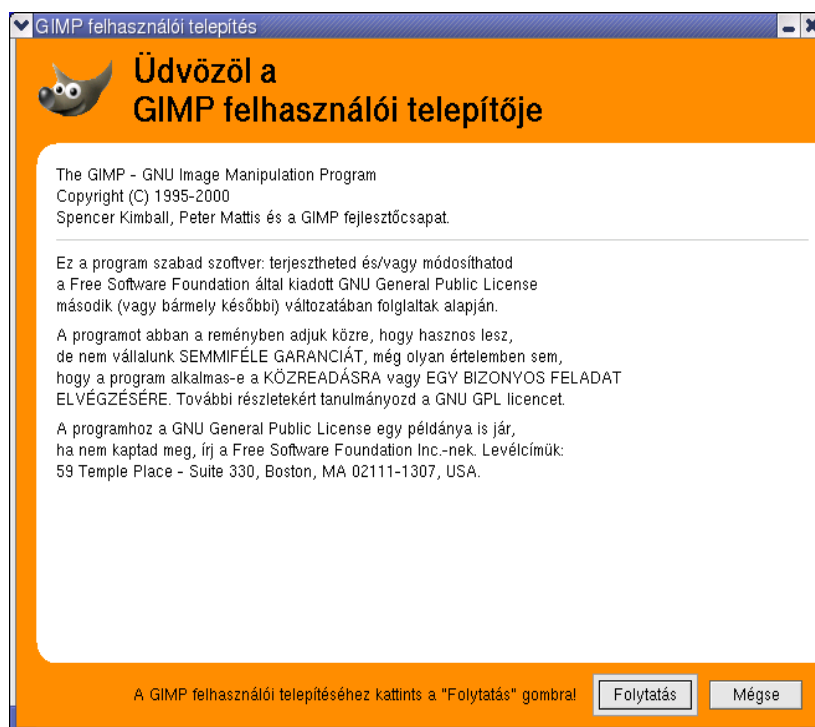 GIMP felhasználói telepítés
Üdvözöl a
GIMP felhasználói telepítője
The GIMP - GNU Image Manipulation Program
Copyright (C) 1995-2000
Spencer Kimball, Peter Mattis és a GIMP fejlesztőcsapat.
Ez a program szabad szoftver: terjesztheted és/vagy módosíthatod
a Free Software Foundation által kiadott GNU General Public License
második (vagy bármely későbbi) változatában folglaltak alapján.
A programot abban a reményben adjuk közre, hogy hasznos lesz,
de nem vállalunk SEMMIFÉLE GARANCIÁT, még olyan értelemben sem,
hogy a program alkalmas-e a KÖZREADÁSRA vagy EGY BIZONYOS FELADAT
ELVÉGZÉSÉRE. További részletekért tanulmányozd a GNU GPL licencet.
A programhoz a GNU General Public License egy példánya is jár,
ha nem kaptad meg, írj a Free Software Foundation Inc.-nek. Levélcímük:
59 Temple Place - Suite 330, Boston, MA 02111-1307, USA.
A GIMP felhasználói telepítéséhez kattints a "Folytatás" gombra!
Folytatás
Mégse